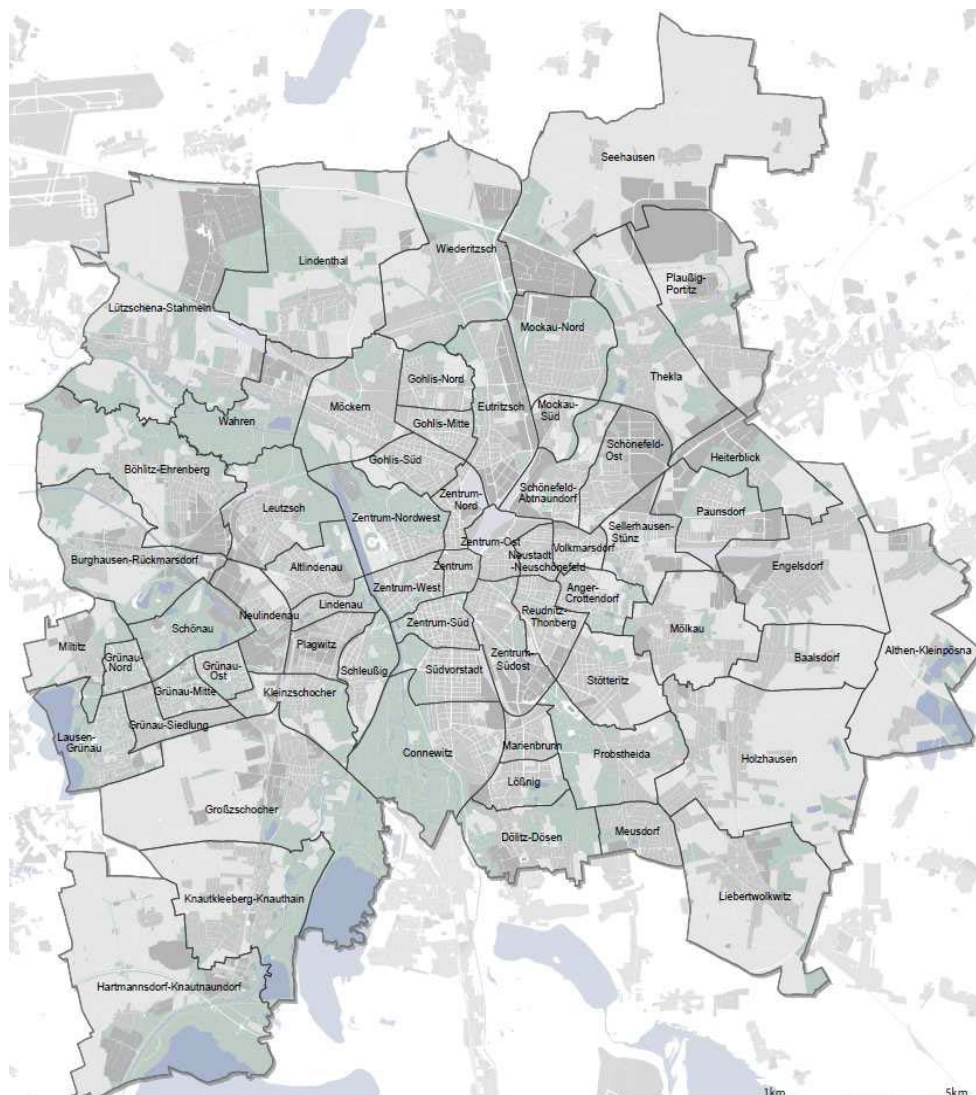 Seehausen
Wiederitzsch
Lindenthal
Plaußig-
Portitz
Lützschena-Stahmeln
Mockau-Nord
Thekla
Gohlis-Nord
Möckern
Eutritzsch
Mockau-
Süd
Gohlis-Mitte
Wahren
Schönefeld-
Ost
Gohlis-Süd
Heiterblick
Böhlitz-Ehrenberg
Leutzsch
Zentrum-
Nord
Schönefeld-
Abtnaundorf
Paunsdorf
Zentrum-Nordwest
Sellerhausen-
Stünz
Zentrum-Ost
Volkmarsdorf
Neustadt
-Neuschönefeld
Burghausen-Rückmarsdorf
Altlindenau
Zentrum
Engelsdorf
Zentrum-West
Anger-
Crottendorf
Lindenau
Neulindenau
Reudnitz-
Thonberg
Schönau
Zentrum-Süd
Mölkau
Miltitz
Grünau-
Nord
Plagwitz
Zentrum-
Südost
Baalsdorf
Althen-Kleinpösna
Grünau-
Ost
Schleußig
Südvorstadt
Stötteritz
Grünau-Mitte
Kleinzschocher
Grünau-Siedlung
Lausen-
Grünau
Connewitz
Marienbrunn
Probstheida
Holzhausen
Lößnig
Großzschocher
Dölitz-Dösen
Meusdorf
Knautkleeberg-Knauthain
Liebertwolkwitz
Hartmannsdorf-Knautnaundorf
1km
5km